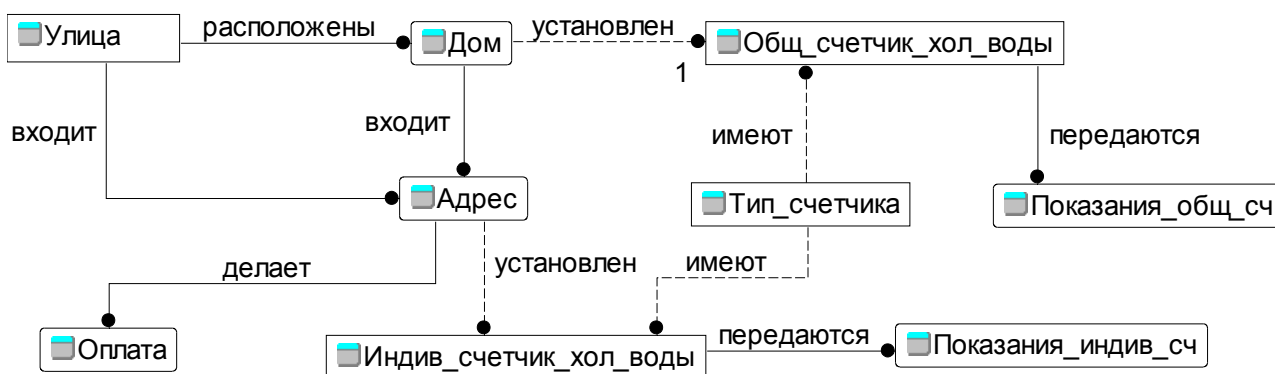 Улица
расположены
Дом
установлен
1
Общ_счетчик_хол_воды
входит
входит
имеют
передаются
Адрес
Тип_счетчика
Показания_общ_сч
делает
установлен
имеют
Оплата
Индив_счетчик_хол_воды
передаются
Показания_индив_сч